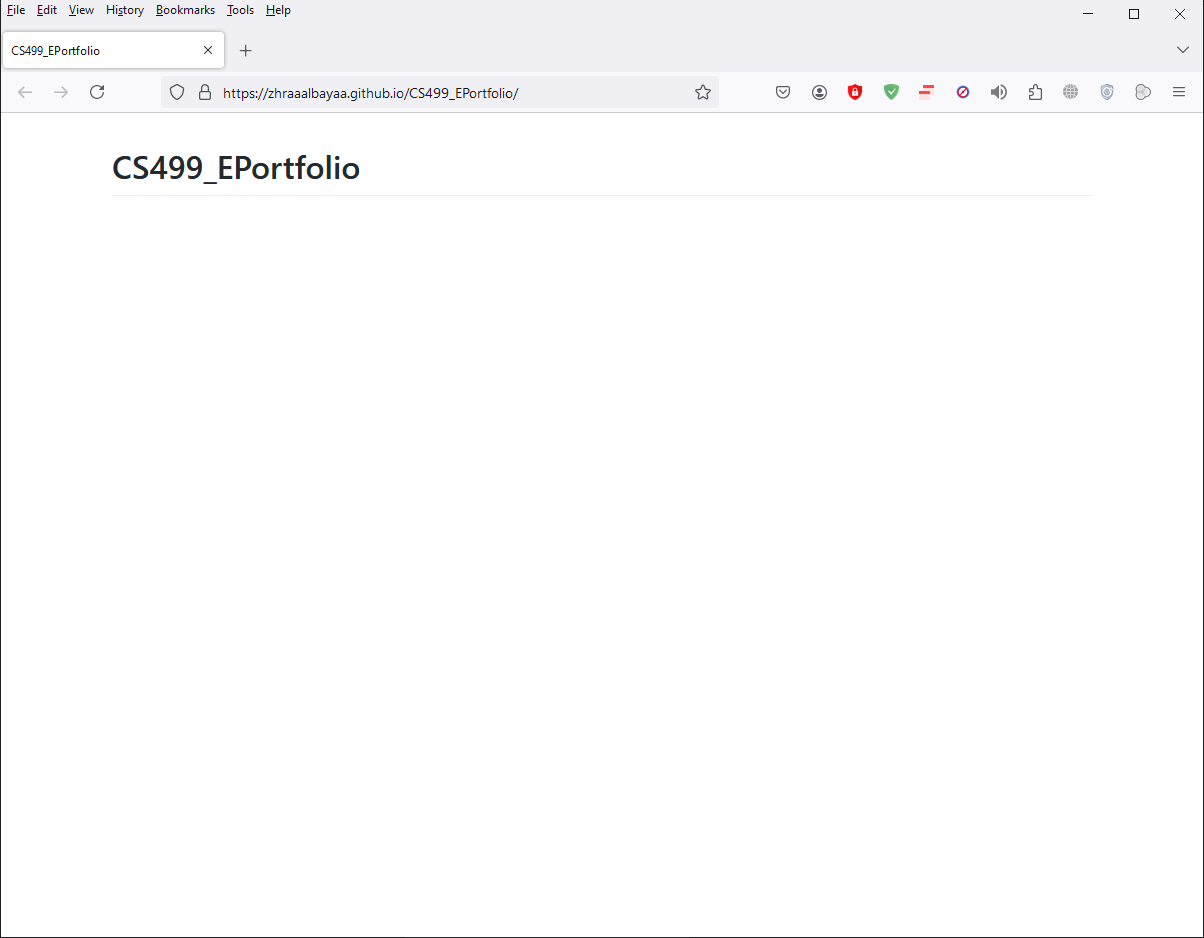 File Edit View History Bookmarks Tools Help
CS499_EPortfolio
https://zhraaalbayaa.github.io/CS499_EPortfolio/
CS499_EPortfolio